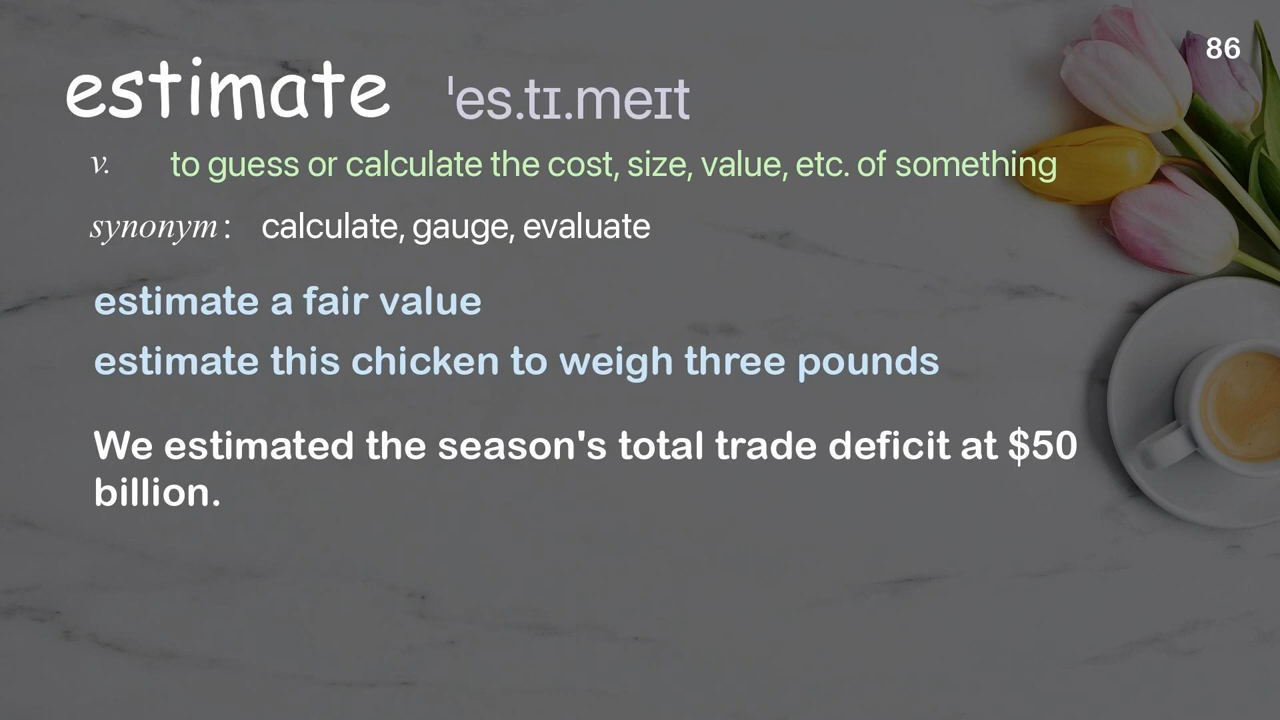 86
estimate ˈes.tɪ.meɪt
v. to guess or calculate the cost, size, value, etc. of something
synonym: calculate, gauge, evaluate
estimate a fair value
estimate this chicken to weigh three pounds
We estimated the season's total trade deficit at $50
billion.